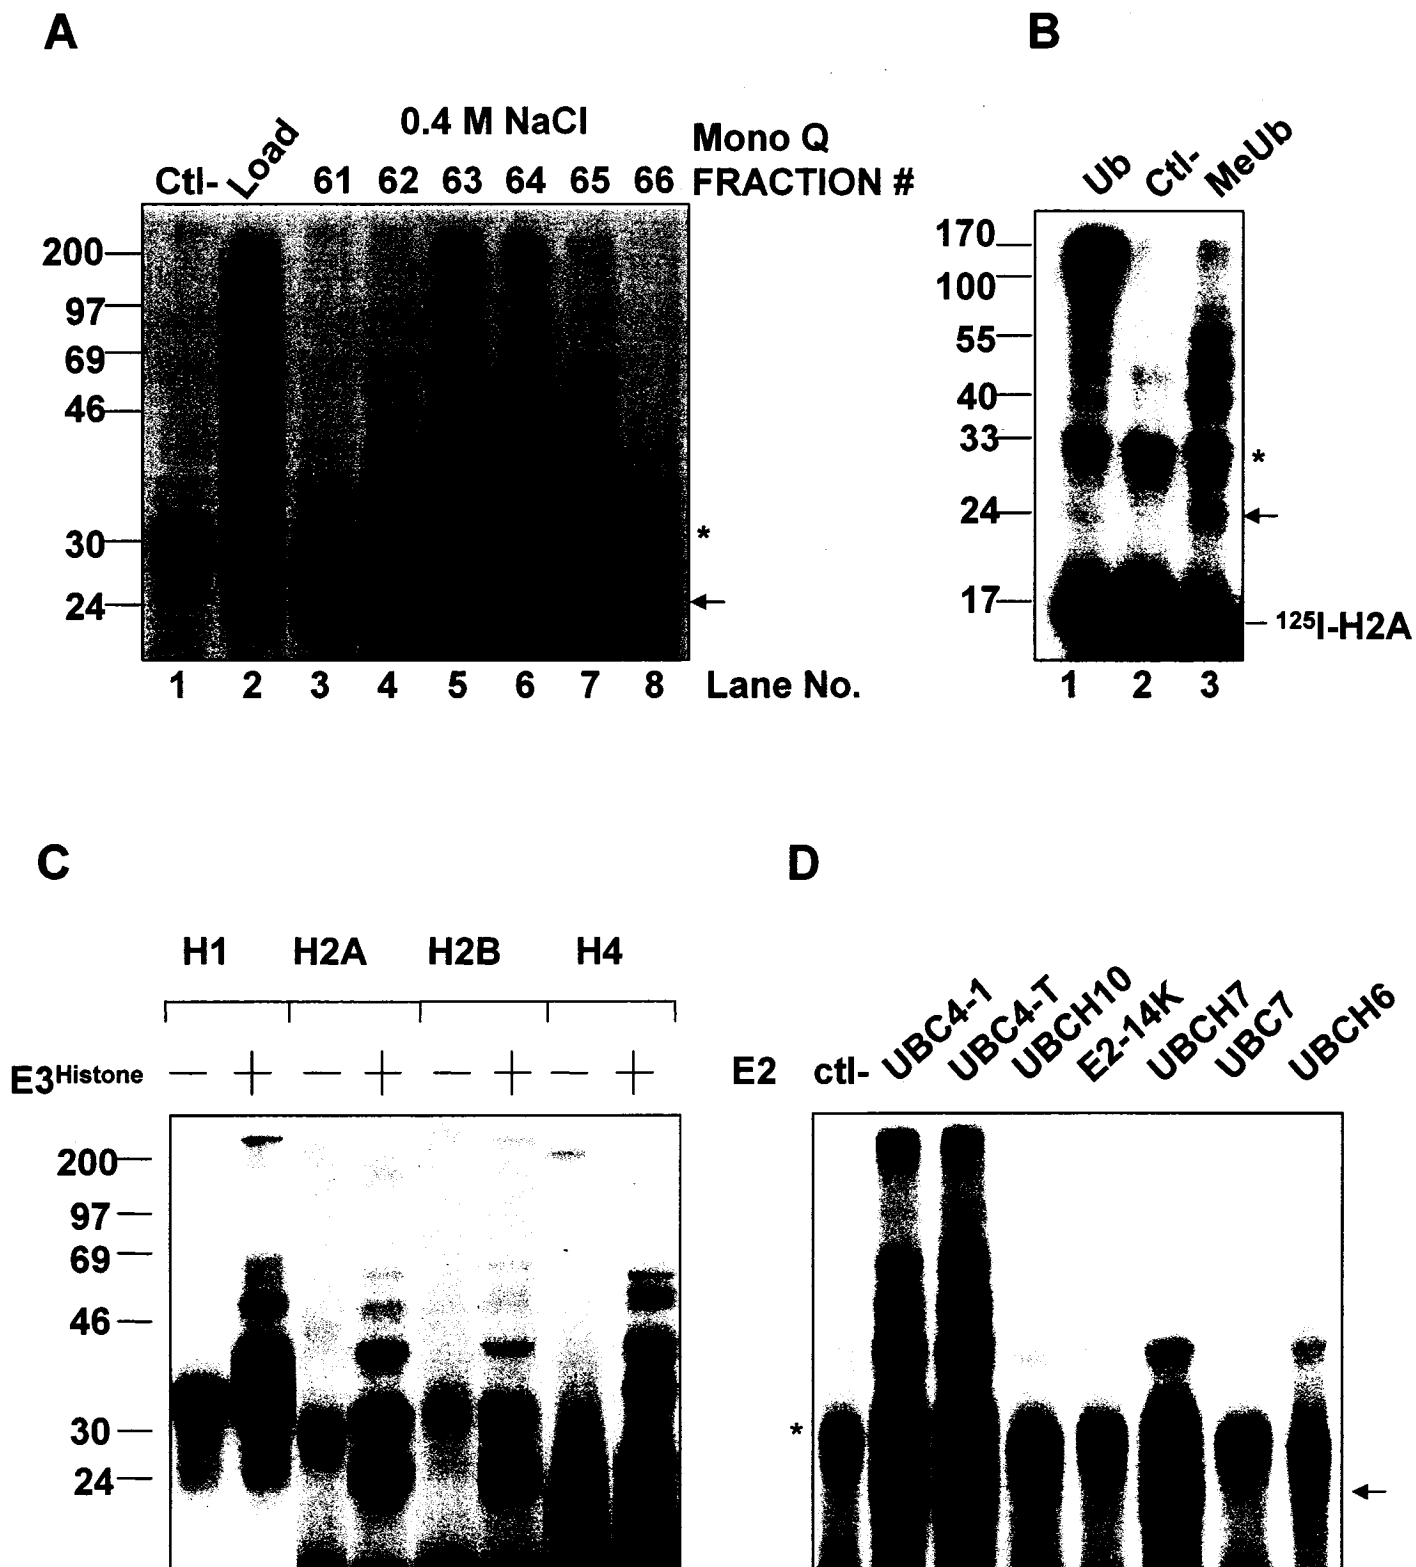 A
0.4 M NaCl
Mono Q
Ctl- Load 61 62 63 64 65 66 FRACTION #
200
97
69
46
30
24
*
1 2 3 4 5 6 7 8 Lane No.
B
Ub Ctl- MeUb
170
100
55
40
33
24
17
*
125I-H2A
1 2 3
C
H1 H2A H2B H4
E3Histone − + − + − + − +
200
97
69
46
30
24
D
E2 ctl- UBC4-1 UBC4-T UBCH10 E2-14K UBCH7 UBC7 UBCH6
*